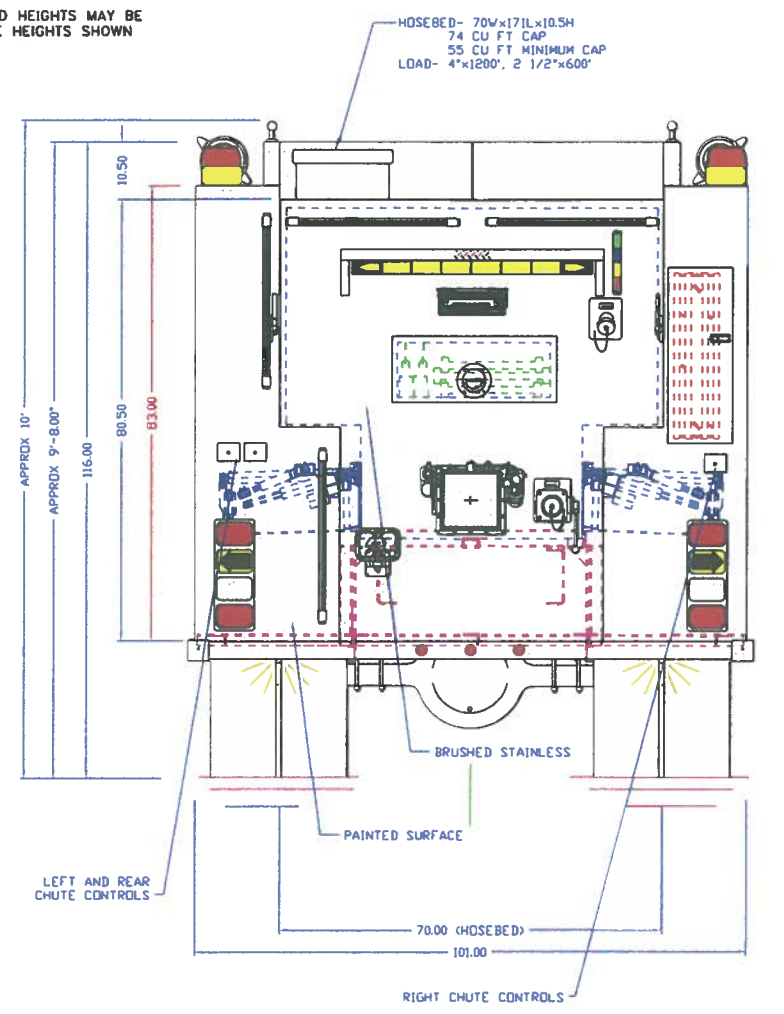 D HEIGHTS MAY BE
E HEIGHTS SHOWN
HOSEBED- 70W×171L×10.5H
74 CU FT CAP
55 CU FT MINIMUM CAP
LOAD- 4"×1200', 2 1/2"×600'
10.50
APPROX 10'
APPROX 9'-8.00"
116.00
80.50
83.00
BRUSHED STAINLESS
PAINTED SURFACE
LEFT AND REAR
CHUTE CONTROLS
70.00 (HOSEBED)
101.00
RIGHT CHUTE CONTROLS